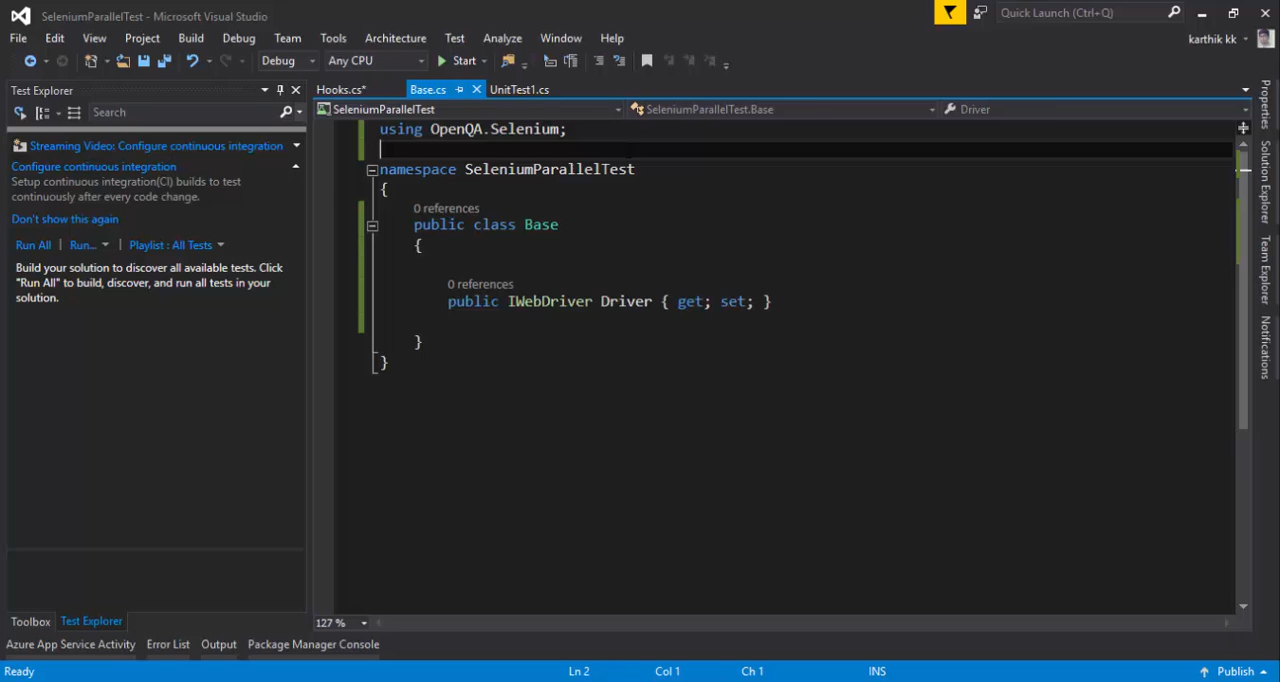 SeleniumParallelTest - Microsoft Visual Studio
Quick Launch (Ctrl+Q)
File Edit View Project Build Debug Team Tools Architecture Test Analyze Window Help
karthik kk
Debug Any CPU Start
Test Explorer
Hooks.cs* Base.cs UnitTest1.cs
Search
SeleniumParallelTest SeleniumParallelTest.Base Driver
Streaming Video: Configure continuous integration
Configure continuous integration
Setup continuous integration(CI) builds to test
continuously after every code change.
Don't show this again
Run All | Run... | Playlist : All Tests
Build your solution to discover all available tests. Click
"Run All" to build, discover, and run all tests in your
solution.
using OpenQA.Selenium;
namespace SeleniumParallelTest
{
0 references
public class Base
{
0 references
public IWebDriver Driver { get; set; }
}
}
Properties
Solution Explorer
Team Explorer
Notifications
127 %
Toolbox Test Explorer
Azure App Service Activity Error List Output Package Manager Console
Ready Ln 2 Col 1 Ch 1 INS Publish